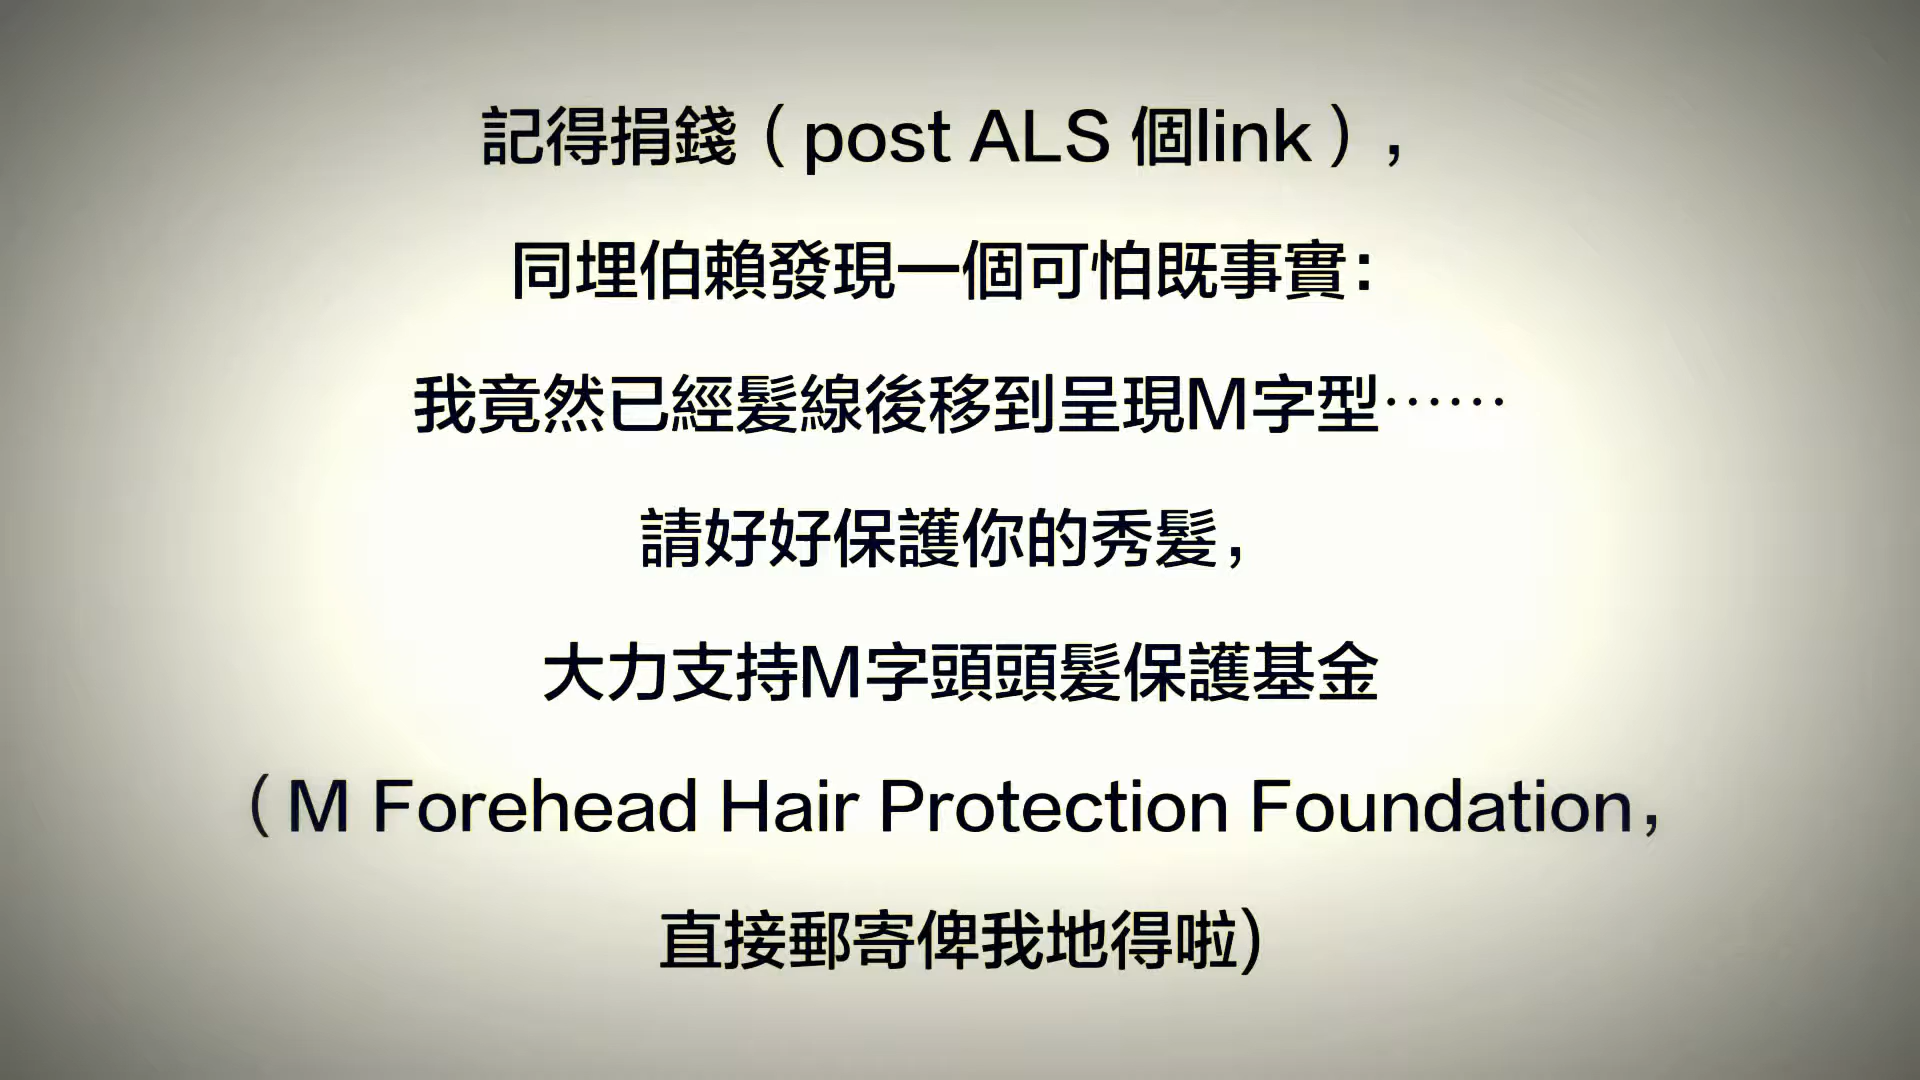 記得捐錢（post ALS 個link），
同埋伯賴發現一個可怕既事實：
我竟然已經髮線後移到呈現M字型……
請好好保護你的秀髮，
大力支持M字頭頭髮保護基金
（M Forehead Hair Protection Foundation，
直接郵寄俾我地得啦)